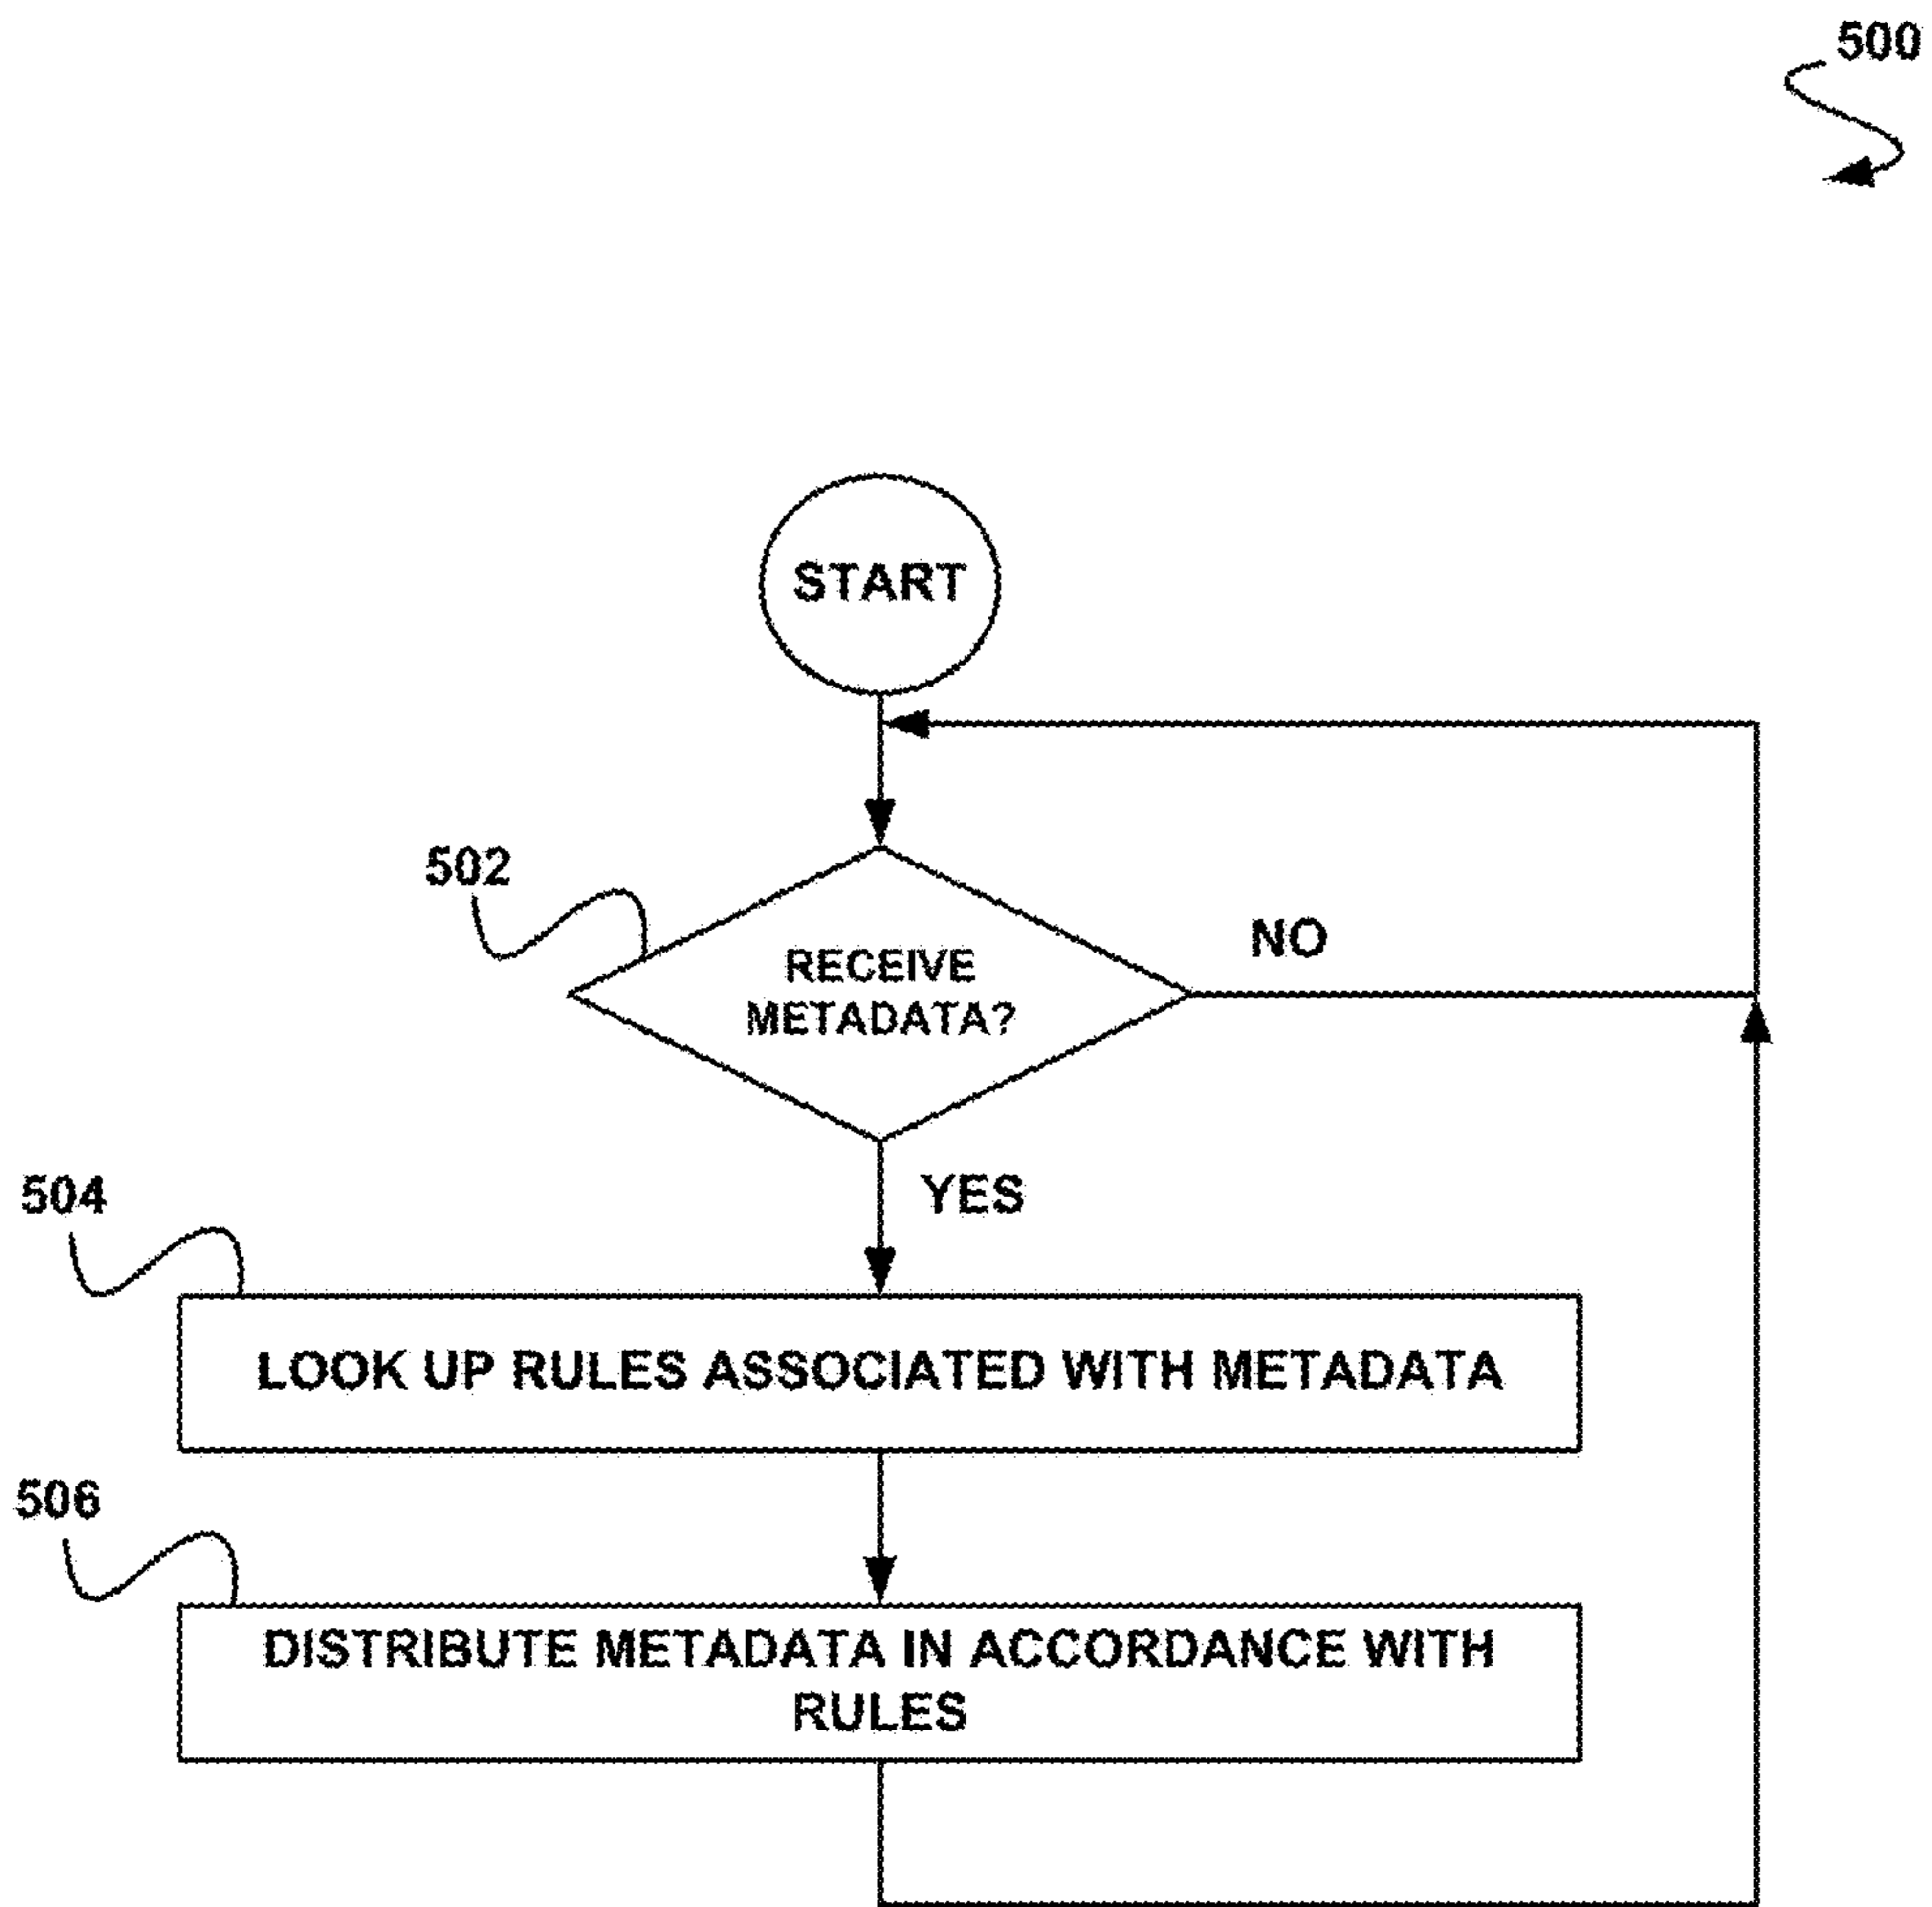 500
START
502
RECEIVE
METADATA?
NO
YES
504
LOOK UP RULES ASSOCIATED WITH METADATA
506
DISTRIBUTE METADATA IN ACCORDANCE WITH
RULES